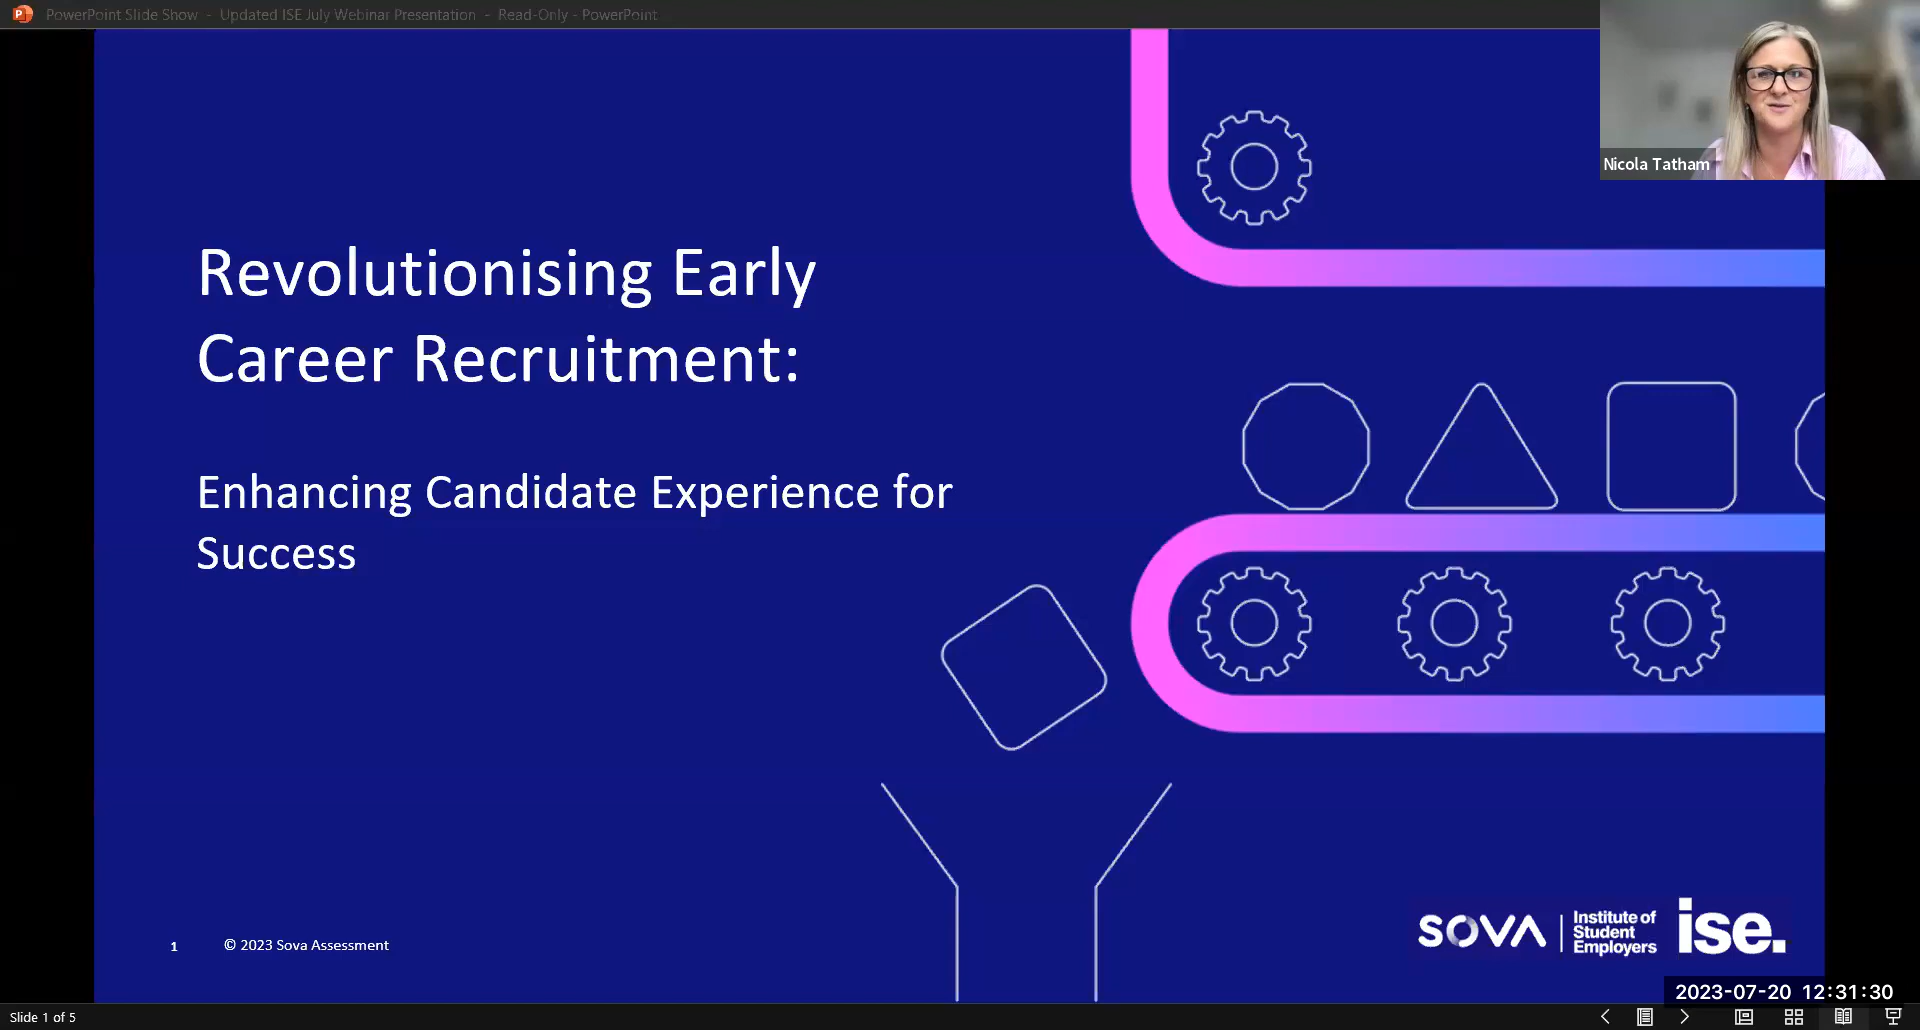 PowerPoint Slide Show - Updated ISE July Webinar Presentation - Read-Only - PowerPoint
Nicola Tatham
Revolutionising Early
Career Recruitment:
Enhancing Candidate Experience for
Success
1
© 2023 Sova Assessment
SOVA
Institute of
Student
Employers
ise.
2023-07-20 12:31:30
Slide 1 of 5